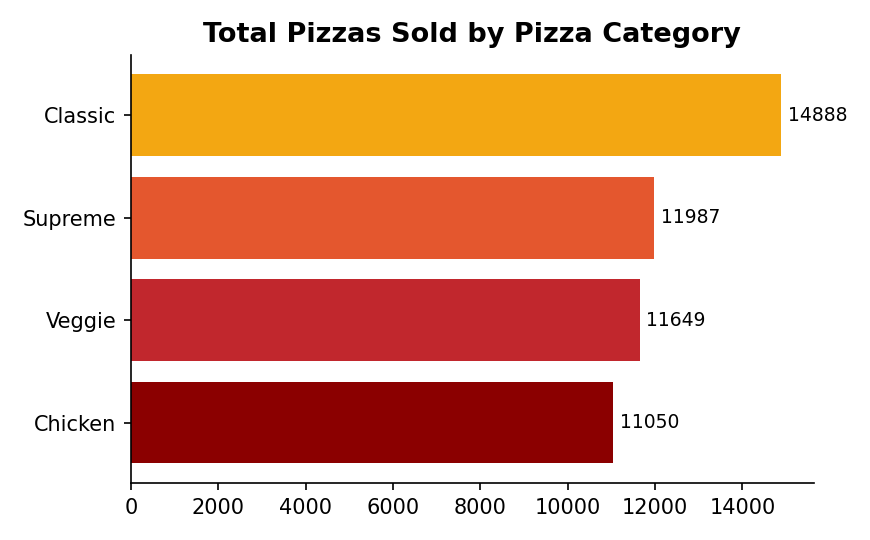 Total Pizzas Sold by Pizza Category
Classic
14888
Supreme
11987
Veggie
11649
Chicken
11050
0 2000 4000 6000 8000 10000 12000 14000